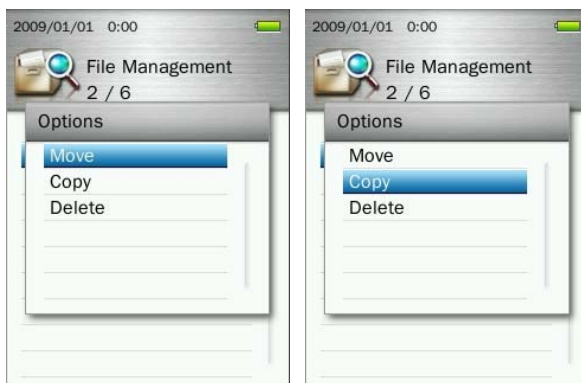 2009/01/01 0:00
File Management
2 / 6
Options
Move
Copy
Delete
2009/01/01 0:00
File Management
2 / 6
Options
Move
Copy
Delete